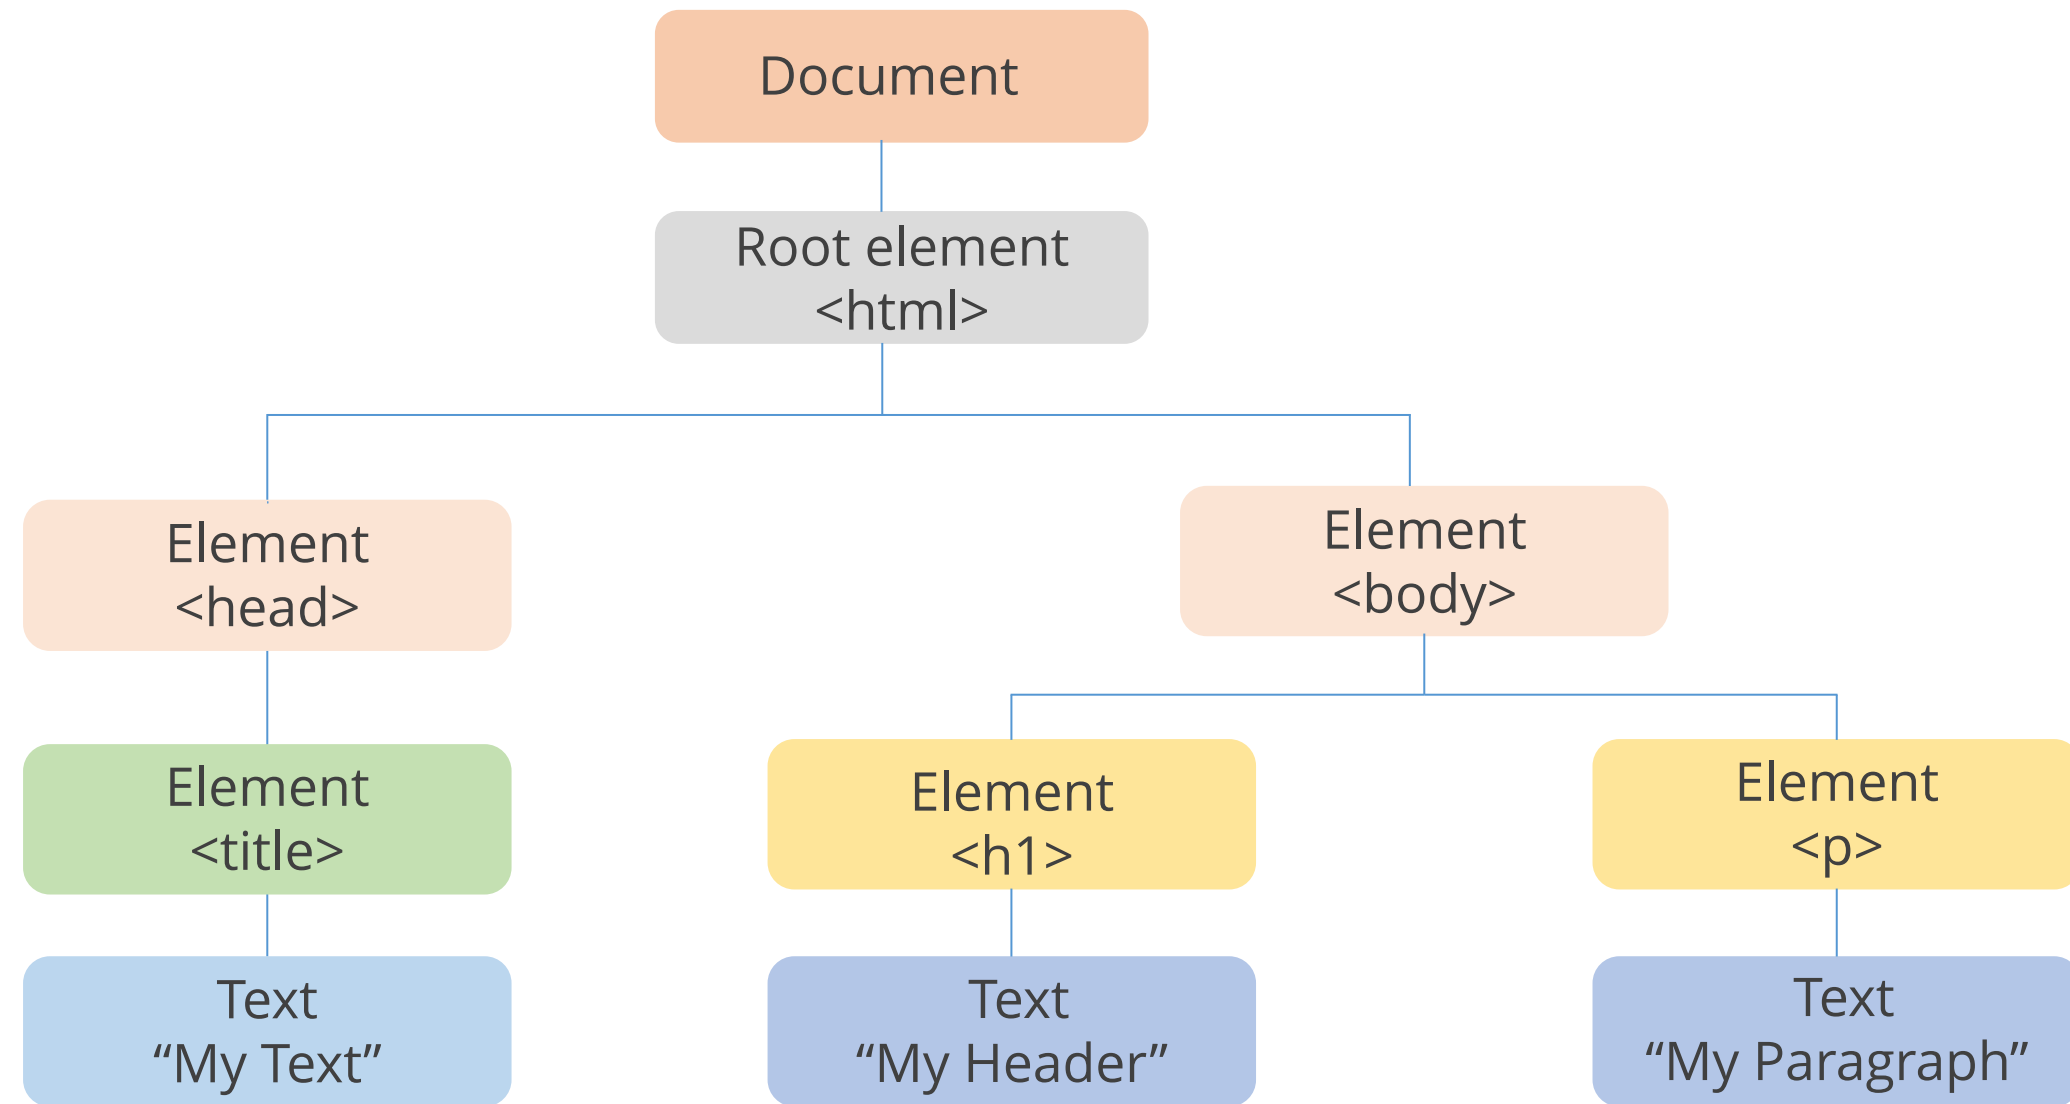 Document
Root element
<html>
Element
<head>
Element
<body>
Element
<title>
Element
<h1>
Element
<p>
Text
“My Text”
Text
“My Header”
Text
“My Paragraph”